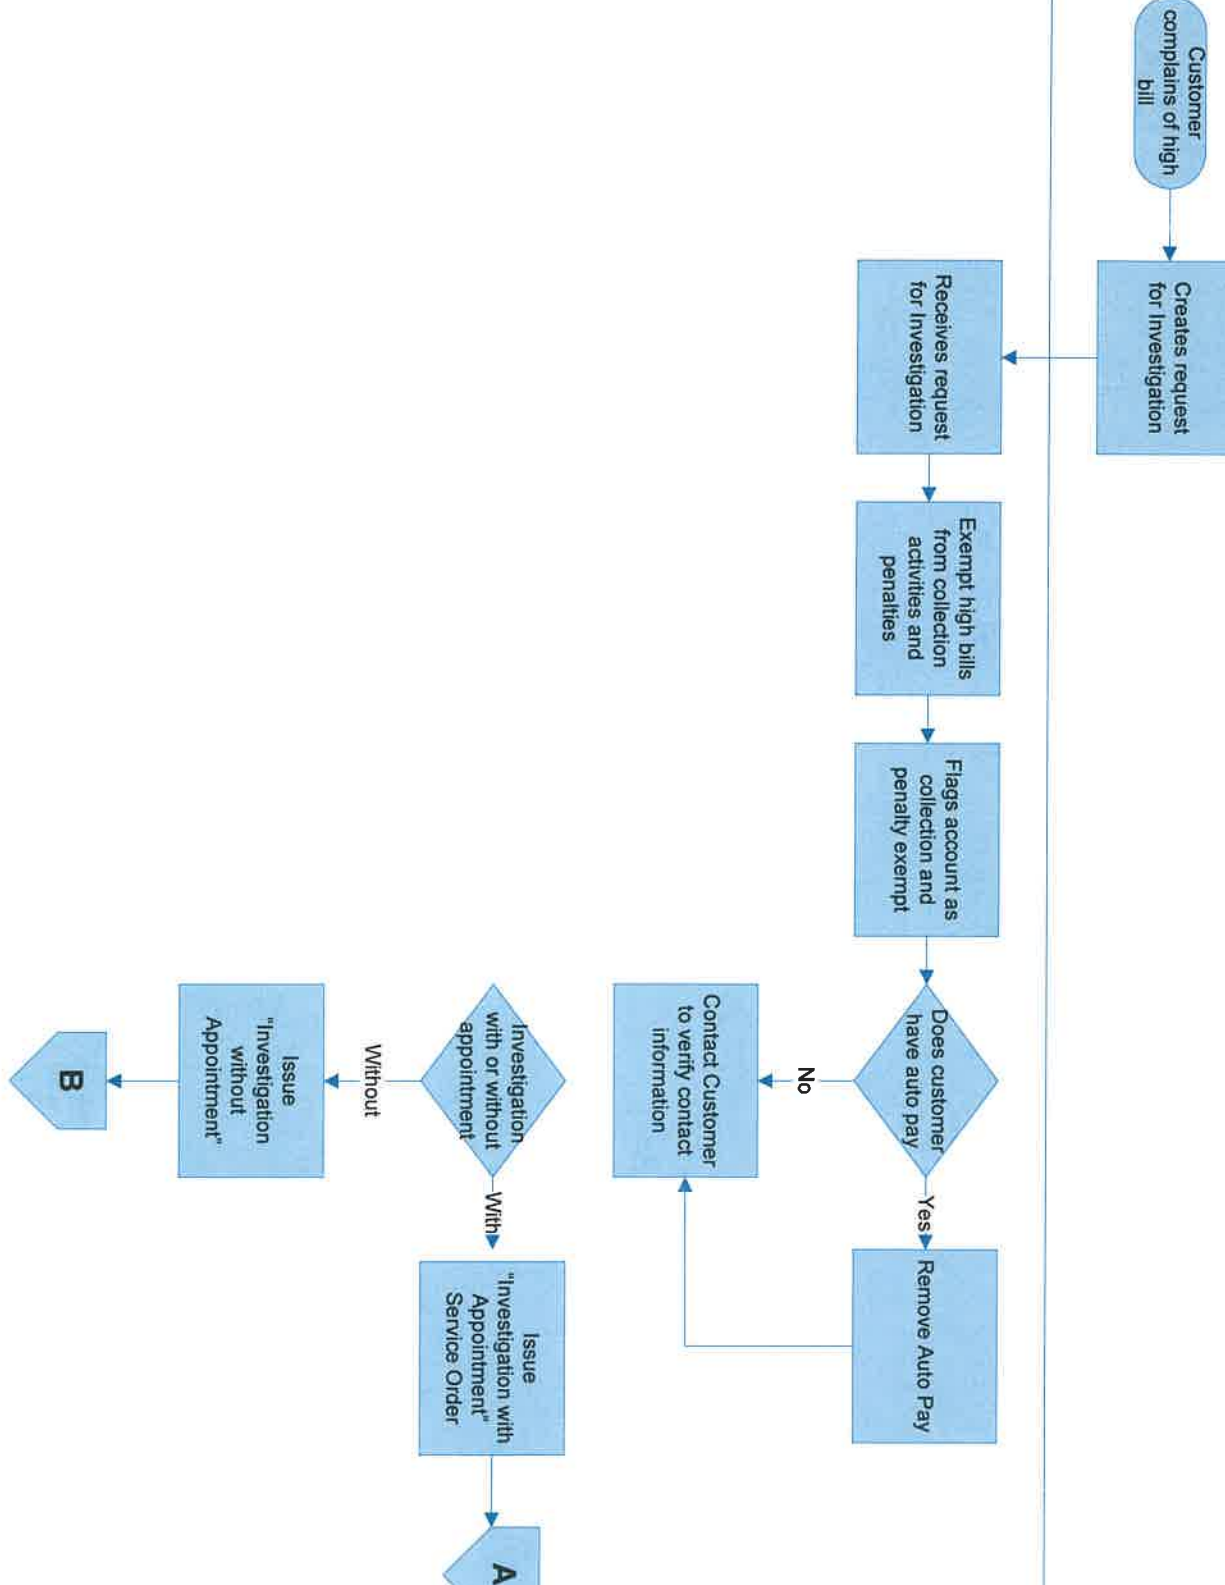 Customer
complains of high
bill
Creates request
for Investigation
Receives request
for Investigation
Exempt high bills
from collection
activities and
penalties
Flags account as
collection and
penalty exempt
Does customer
have auto pay
Yes
Remove Auto Pay
No
Contact Customer
to verify contact
information
Investigation
with or without
appointment
With
Issue
"Investigation with
Appointment"
Service Order
A
Without
Issue
"Investigation
without
Appointment"
B